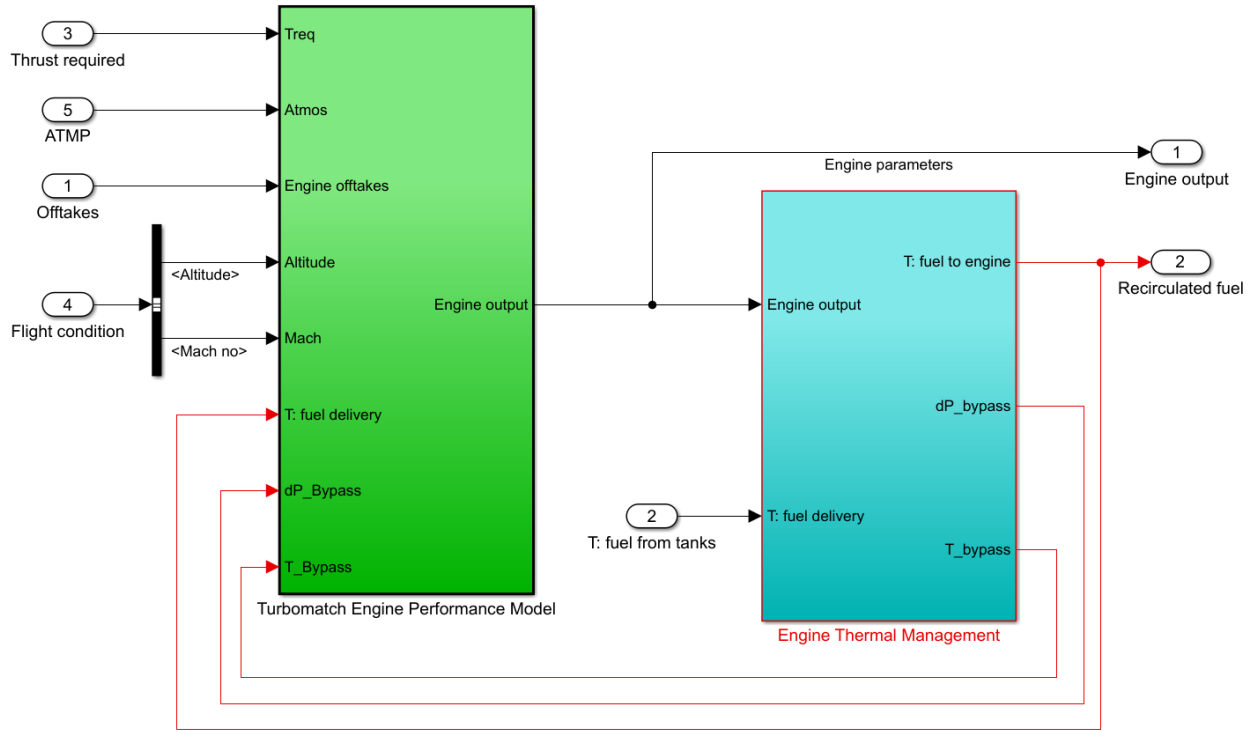 3
Thrust required
5
ATMP
1
Offtakes
4
Flight condition
<Altitude>
<Mach no>
Treq
Atmos
Engine offtakes
Altitude
Mach
T: fuel delivery
dP_Bypass
T_Bypass
Engine output
Turbomatch Engine Performance Model
Engine parameters
1
Engine output
2
Recirculated fuel
2
T: fuel from tanks
Engine output
T: fuel delivery
T: fuel to engine
dP_bypass
T_bypass
Engine Thermal Management